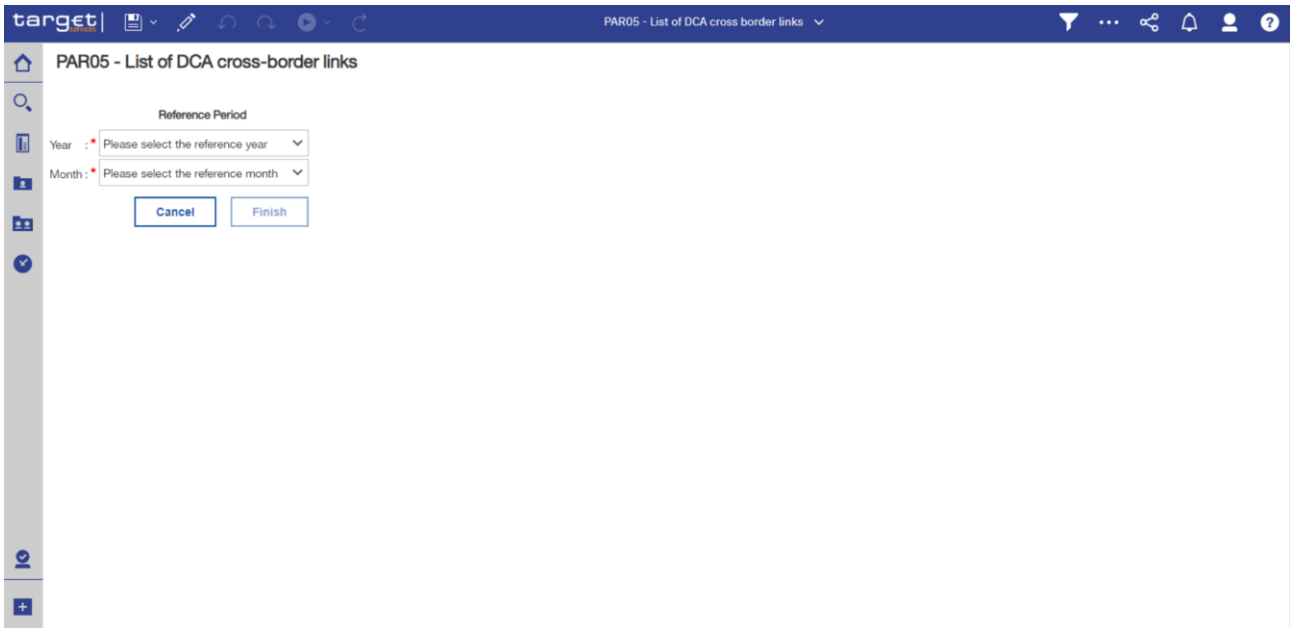 target| PAR05 - List of DCA cross border links
services
PAR05 - List of DCA cross-border links
Reference Period
Year :* Please select the reference year
Month : * Please select the reference month
Cancel Finish